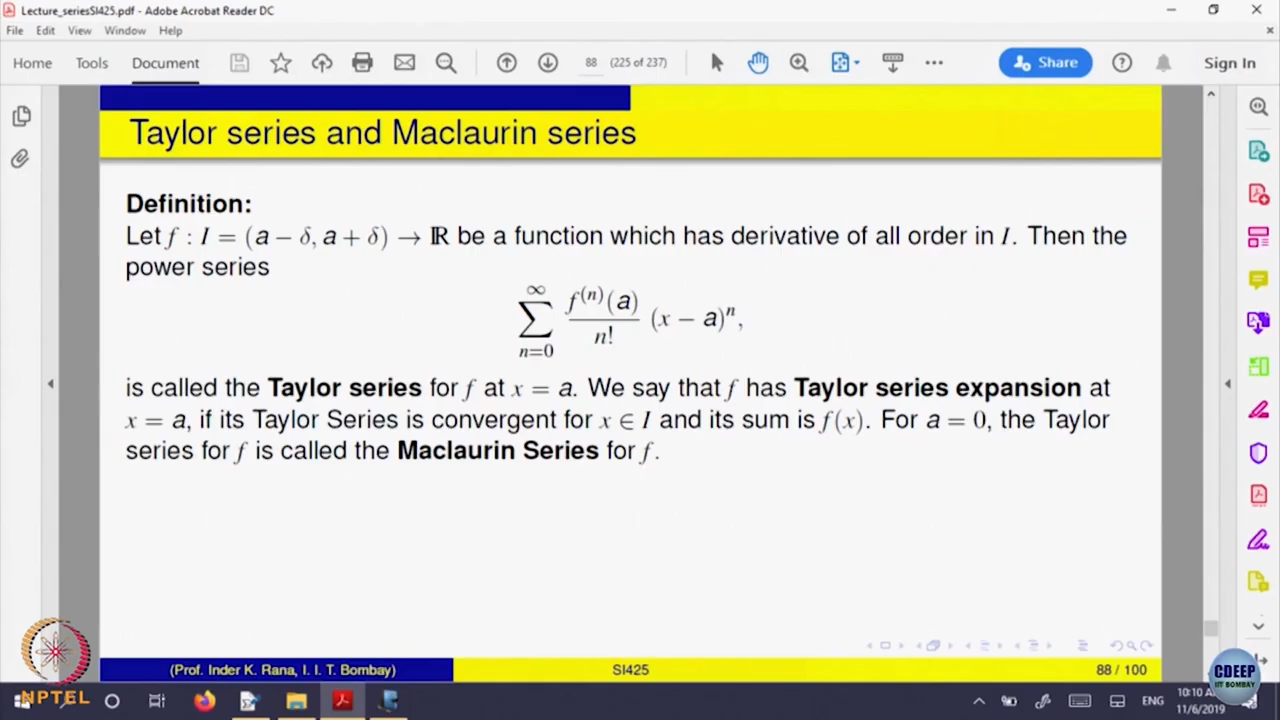 Lecture_seriesSI425.pdf - Adobe Acrobat Reader DC
File Edit View Window Help
Home Tools Document 88 (225 of 237) Share Sign In
Taylor series and Maclaurin series
Definition:
Let f : I = (a − δ, a + δ) → ℝ be a function which has derivative of all order in I. Then the
power series
∑_{n=0}^{∞} \frac{f^{(n)}(a)}{n!} (x − a)^n,
is called the Taylor series for f at x = a. We say that f has Taylor series expansion at
x = a, if its Taylor Series is convergent for x ∈ I and its sum is f(x). For a = 0, the Taylor
series for f is called the Maclaurin Series for f.
(Prof. Inder K. Rana, I. I. T. Bombay) SI425 88 / 100
NPTEL
CDEEP
IIT BOMBAY
ENG
10:10 A
11/6/2019